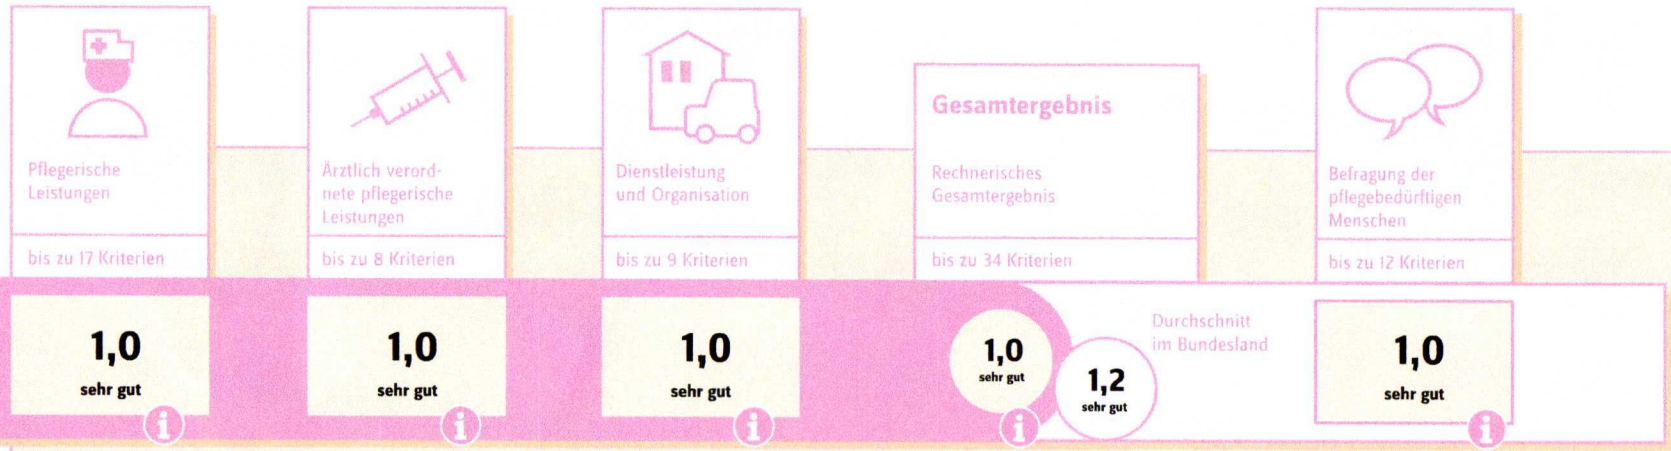 Pflegerische
Leistungen
bis zu 17 Kriterien
1,0
sehr gut
i
Ärztlich verord-
nete pflegerische
Leistungen
bis zu 8 Kriterien
1,0
sehr gut
i
Dienstleistung
und Organisation
bis zu 9 Kriterien
1,0
sehr gut
i
Gesamtergebnis
Rechnerisches
Gesamtergebnis
bis zu 34 Kriterien
1,0
sehr gut
i
1,2
sehr gut
Durchschnitt
im Bundesland
Befragung der
pflegebedürftigen
Menschen
bis zu 12 Kriterien
1,0
sehr gut
i